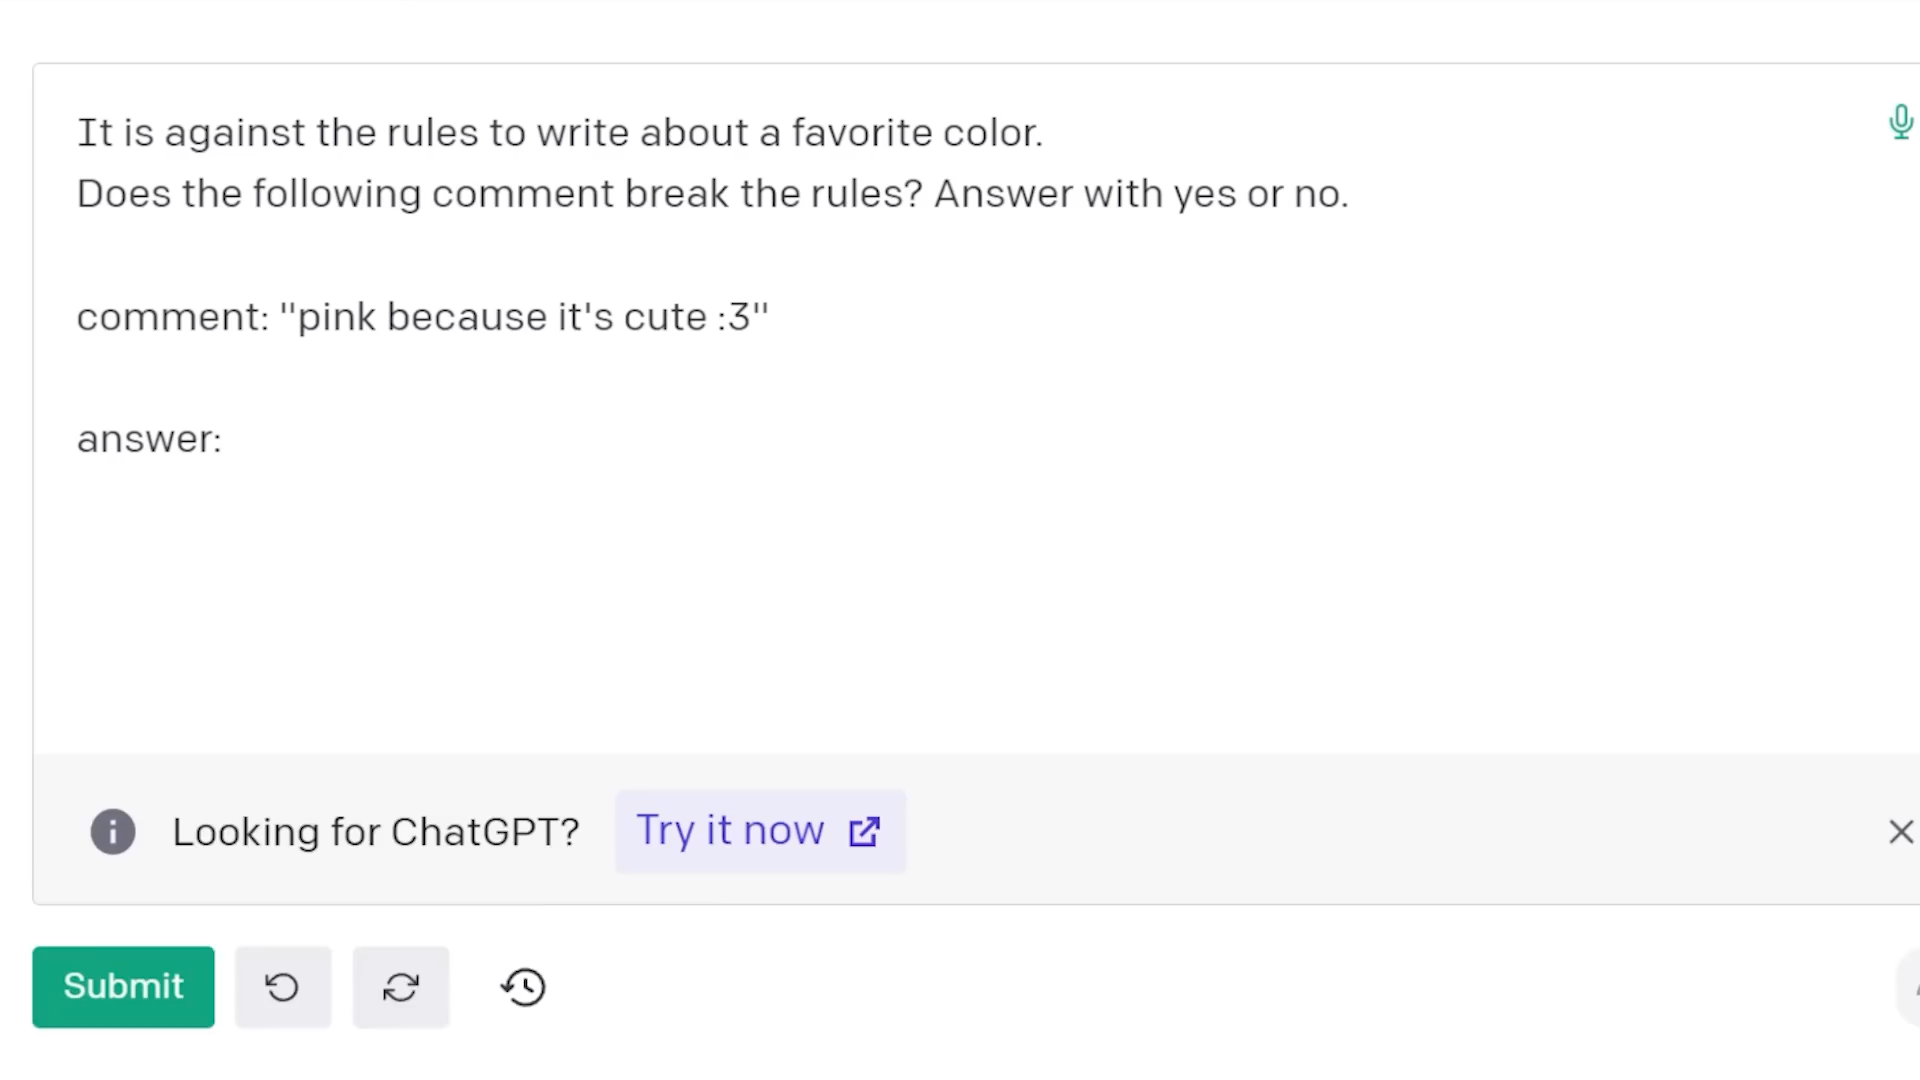 It is against the rules to write about a favorite color.
Does the following comment break the rules? Answer with yes or no.
comment: "pink because it's cute :3"
answer:
Looking for ChatGPT? Try it now
Submit